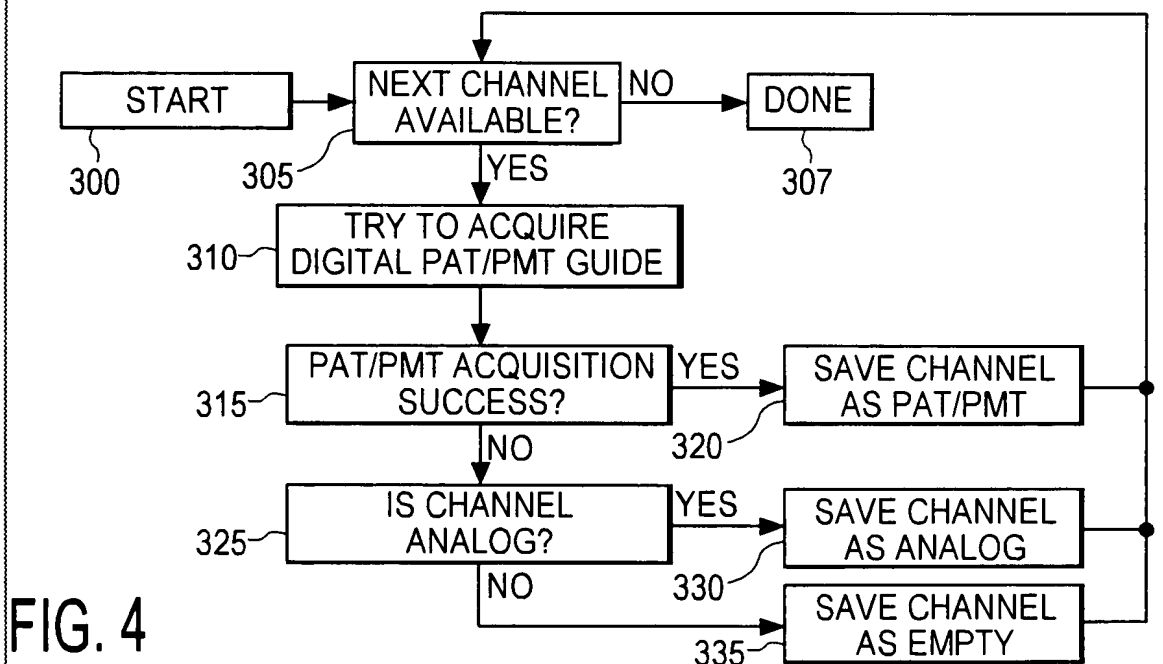 START
NEXT CHANNEL
AVAILABLE?
NO
DONE
300
305
YES
307
TRY TO ACQUIRE
DIGITAL PAT/PMT GUIDE
310
PAT/PMT ACQUISITION
SUCCESS?
YES
SAVE CHANNEL
AS PAT/PMT
315
320
NO
IS CHANNEL
ANALOG?
YES
SAVE CHANNEL
AS ANALOG
325
330
NO
SAVE CHANNEL
AS EMPTY
335
FIG. 4